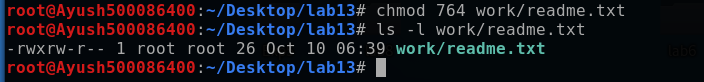 root@Ayush500086400:~/Desktop/lab13# chmod 764 work/readme.txt
root@Ayush500086400:~/Desktop/lab13# ls -l work/readme.txt
-rwxrw-r-- 1 root root 26 Oct 10 06:39 work/readme.txt
root@Ayush500086400:~/Desktop/lab13#